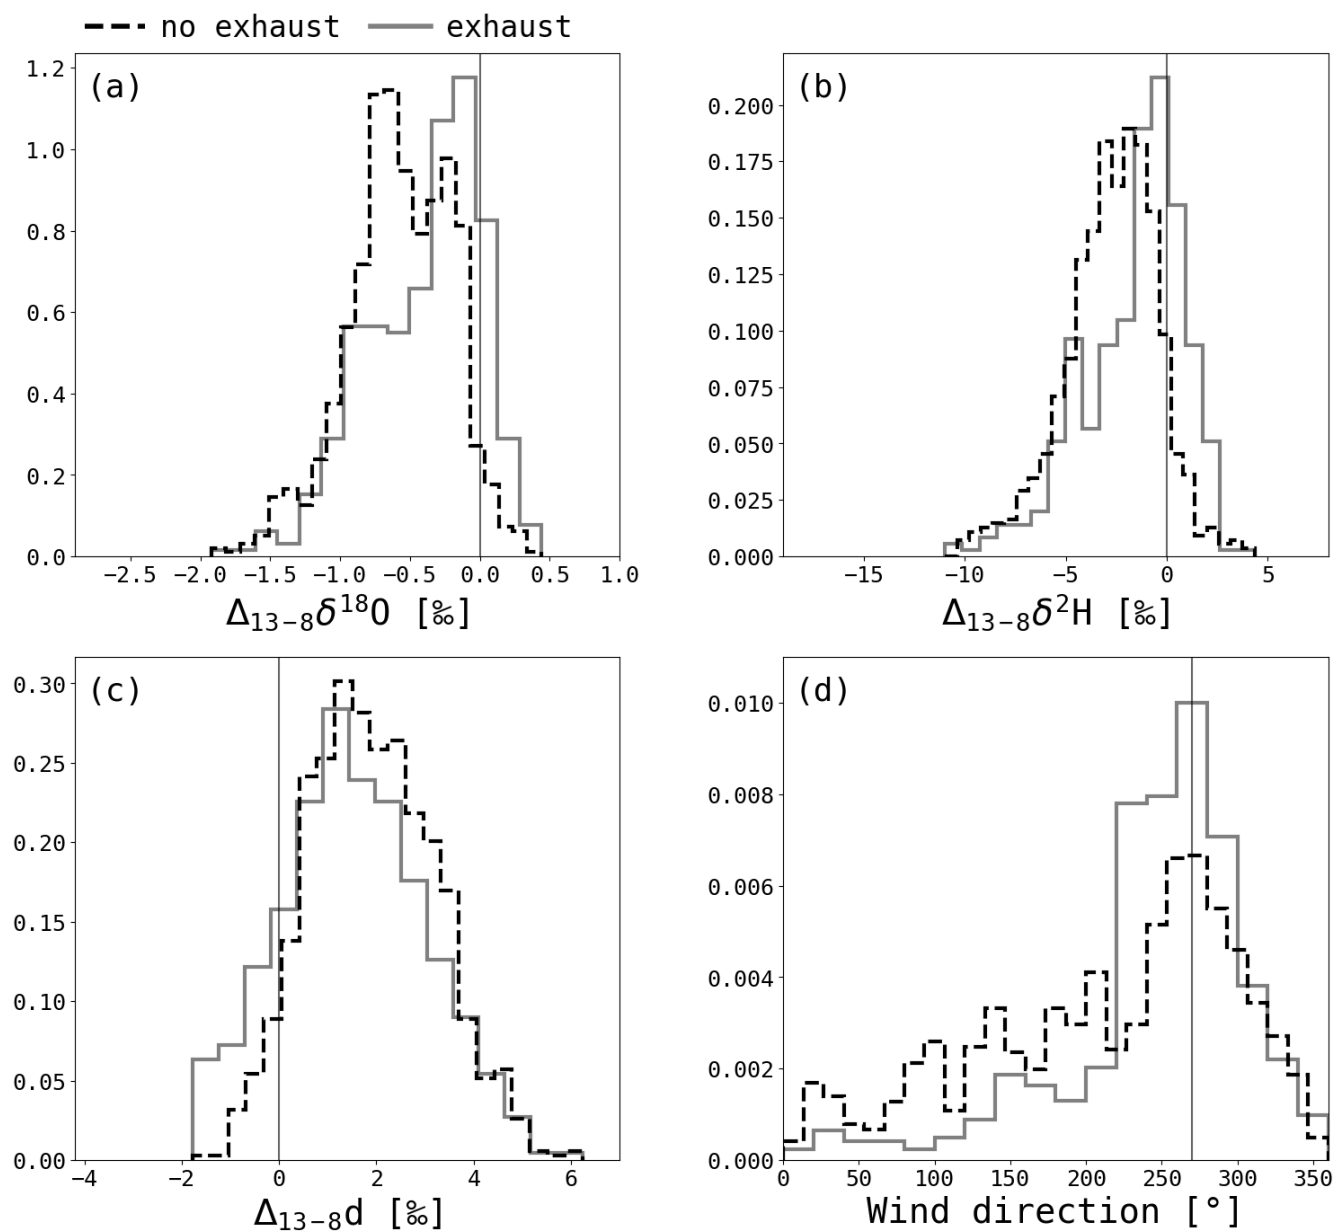 no exhaust exhaust
(a)
1.2
1.0
0.8
0.6
0.4
0.2
0.0
−2.5 −2.0 −1.5 −1.0 −0.5 0.0 0.5 1.0
Δ₁₃₋₈δ¹⁸O [‰]
(b)
0.200
0.175
0.150
0.125
0.100
0.075
0.050
0.025
0.000
−15 −10 −5 0 5
Δ₁₃₋₈δ²H [‰]
(c)
0.30
0.25
0.20
0.15
0.10
0.05
0.00
−4 −2 0 2 4 6
Δ₁₃₋₈d [‰]
(d)
0.010
0.008
0.006
0.004
0.002
0.000
0 50 100 150 200 250 300 350
Wind direction [°]